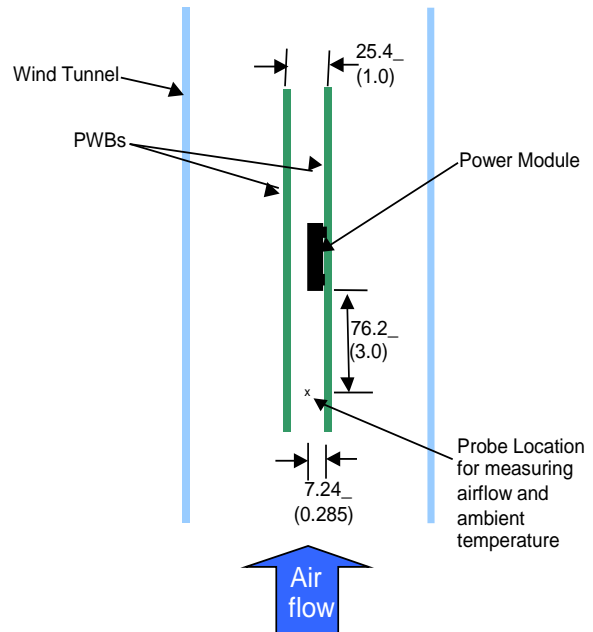 25.4_
(1.0)
Wind Tunnel
PWBs
Power Module
76.2_
(3.0)
x
Probe Location
for measuring
airflow and
ambient
temperature
7.24_
(0.285)
Air
flow